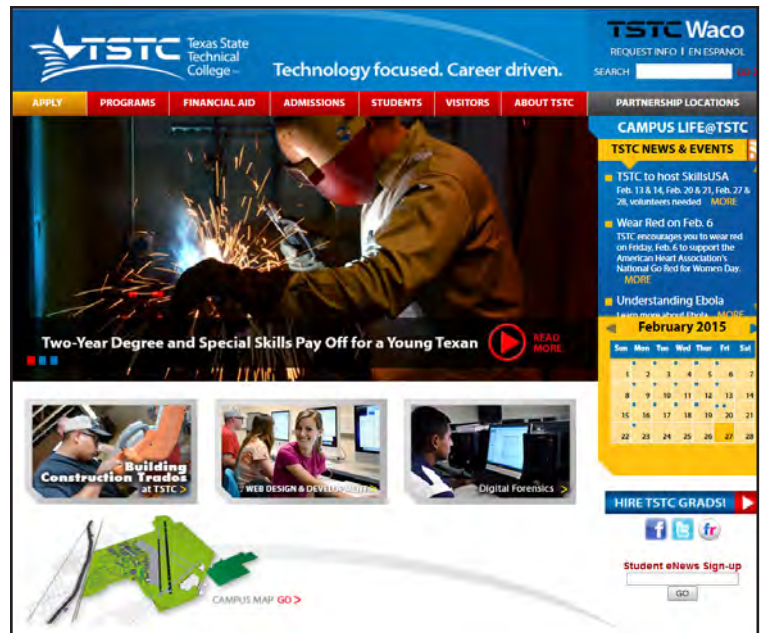 TSTC Texas State
Technical
College
Technology focused. Career driven.
TSTC Waco
REQUEST INFO | EN ESPANOL
SEARCH GO
APPLY PROGRAMS FINANCIAL AID ADMISSIONS STUDENTS VISITORS ABOUT TSTC PARTNERSHIP LOCATIONS
CAMPUS LIFE@TSTC
TSTC NEWS & EVENTS
TSTC to host SkillsUSA
Feb. 13 & 14, Feb. 20 & 21, Feb. 27 &
28, volunteers needed MORE
Wear Red on Feb. 6
TSTC encourages you to wear red
on Friday, Feb. 6 to support the
American Heart Association's
National Go Red for Women Day.
MORE
Understanding Ebola
Learn more about Ebola MORE
Two-Year Degree and Special Skills Pay Off for a Young Texan READ
MORE
February 2015
Sun Mon Tue Wed Thur Fri Sat
1 2 3 4 5 6 7
8 9 10 11 12 13 14
15 16 17 18 19 20 21
22 23 24 25 26 27 28
Building
Construction Trades
at TSTC >
WEB DESIGN & DEVELOPMENT >
Digital Forensics >
HIRE TSTC GRADS!
f t fr
Student eNews Sign-up
GO
CAMPUS MAP GO >